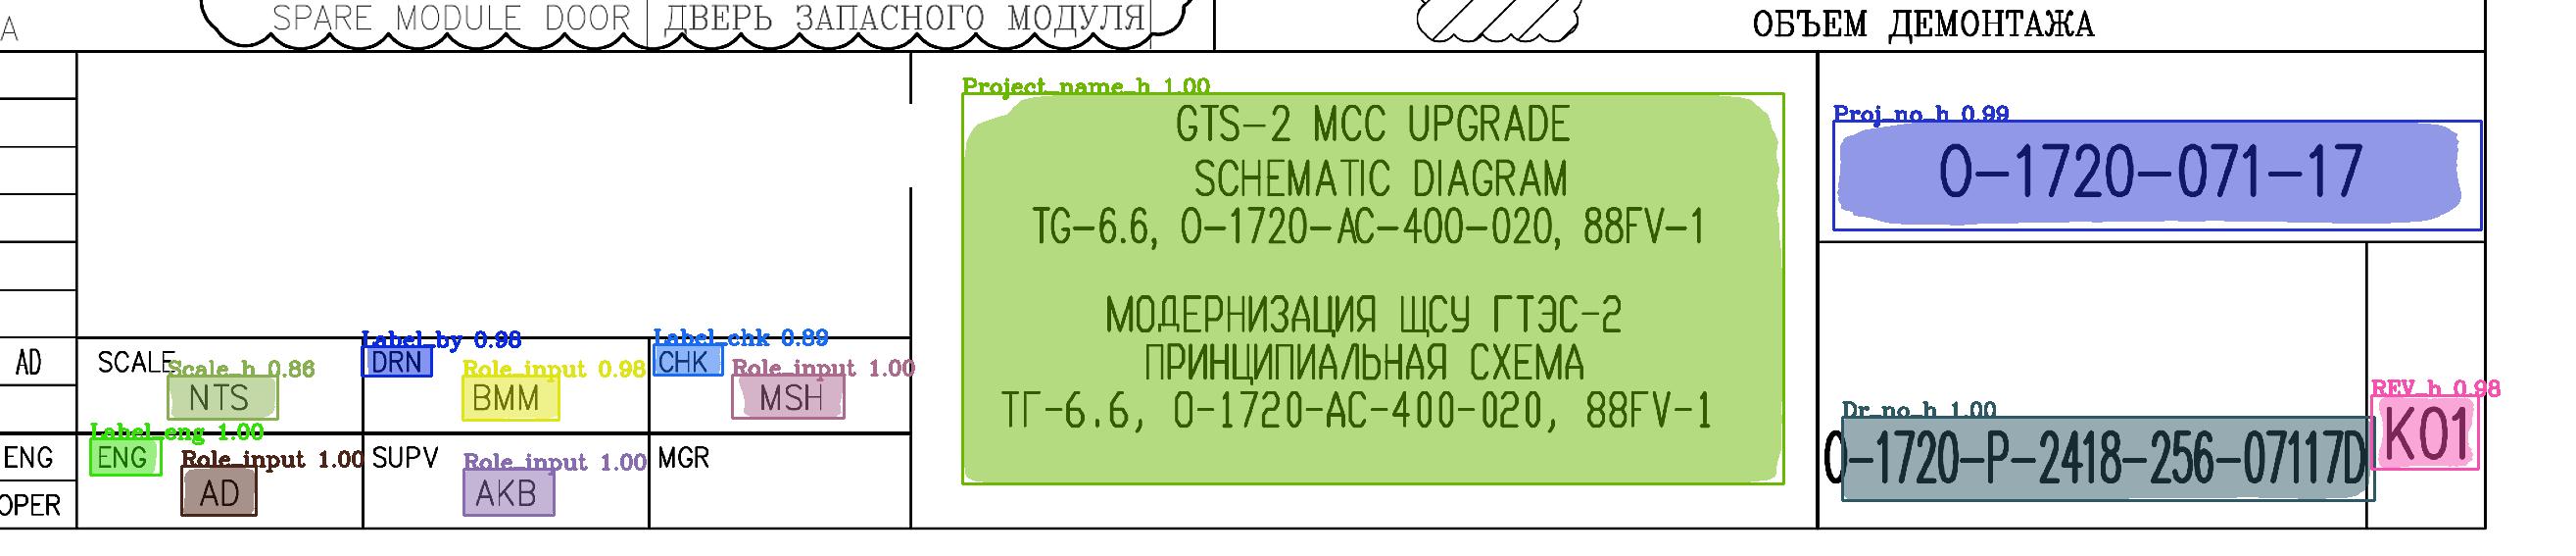 A
SPARE MODULE DOOR ДВЕРЬ ЗАПАСНОГО МОДУЛЯ
ОБЪЕМ ДЕМОНТАЖА
Project_name_h 1.00
GTS-2 MCC UPGRADE
SCHEMATIC DIAGRAM
TG-6.6, 0-1720-AC-400-020, 88FV-1
МОДЕРНИЗАЦИЯ ЩСУ ГТЭС-2
ПРИНЦИПИАЛЬНАЯ СХЕМА
ТГ-6.6, 0-1720-AC-400-020, 88FV-1
Proj_no_h 0.99
0-1720-071-17
Label_by 0.98
Label_chk 0.89
AD
SCALE
Scale_h 0.86
NTS
DRN
Role_input 0.98
BMM
CHK
Role_input 1.00
MSH
Label_eng 1.00
ENG
ENG
Role_input 1.00
AD
SUPV
Role_input 1.00
AKB
MGR
OPER
Dr_no_h 1.00
0-1720-P-2418-256-07117D
REV_h 0.98
K01